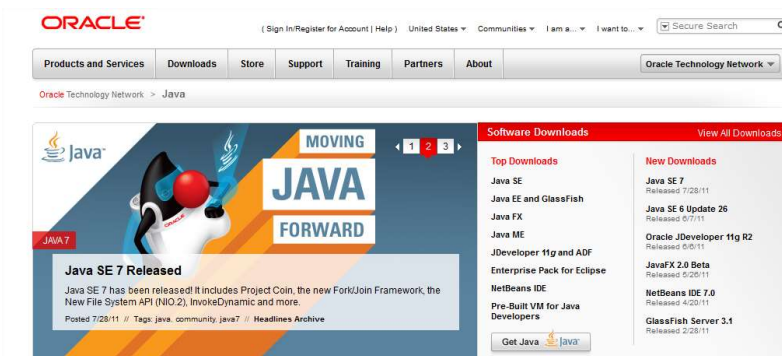 ORACLE
( Sign In/Register for Account | Help ) United States Communities I am a... I want to... Secure Search
Products and Services Downloads Store Support Training Partners About Oracle Technology Network
Oracle Technology Network > Java
Java
MOVING
JAVA
FORWARD
1 2 3
JAVA 7
ORACLE
Java SE 7 Released
Java SE 7 has been released! It includes Project Coin, the new Fork/Join Framework, the
New File System API (NIO.2), InvokeDynamic and more.
Posted 7/28/11 // Tags: java, community, java7 // Headlines Archive
Software Downloads View All Downloads
Top Downloads
Java SE
Java EE and GlassFish
Java FX
Java ME
JDeveloper 11g and ADF
Enterprise Pack for Eclipse
NetBeans IDE
Pre-Built VM for Java
Developers
Get Java Java
New Downloads
Java SE 7
Released 7/28/11
Java SE 6 Update 26
Released 6/7/11
Oracle JDeveloper 11g R2
Released 6/6/11
JavaFX 2.0 Beta
Released 5/26/11
NetBeans IDE 7.0
Released 4/20/11
GlassFish Server 3.1
Released 2/28/11